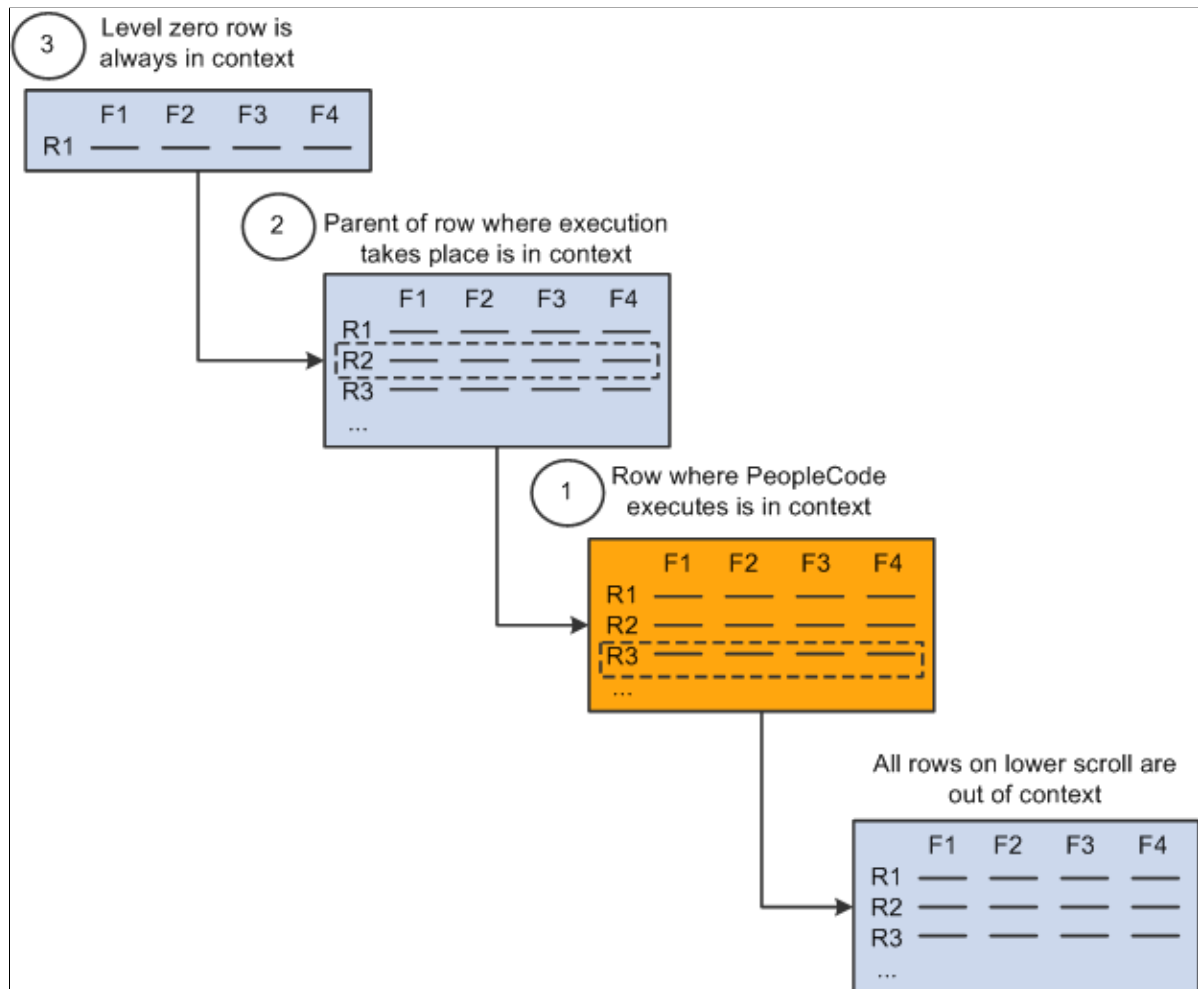 3
Level zero row is
always in context
F1 F2 F3 F4
R1
2
Parent of row where execution
takes place is in context
F1 F2 F3 F4
R1
R2
R3
...
1
Row where PeopleCode
executes is in context
F1 F2 F3 F4
R1
R2
R3
...
All rows on lower scroll are
out of context
F1 F2 F3 F4
R1
R2
R3
...